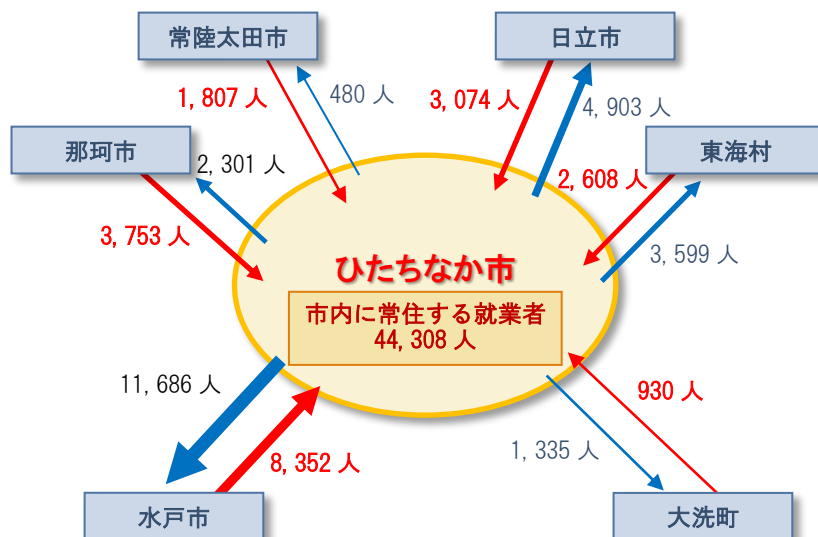 常陸太田市
日立市
1,807 人
480 人
3,074 人
4,903 人
那珂市
2,301 人
東海村
2,608 人
3,753 人
3,599 人
ひたちなか市
市内に常住する就業者
44,308 人
11,686 人
930 人
8,352 人
1,335 人
水戸市
大洗町